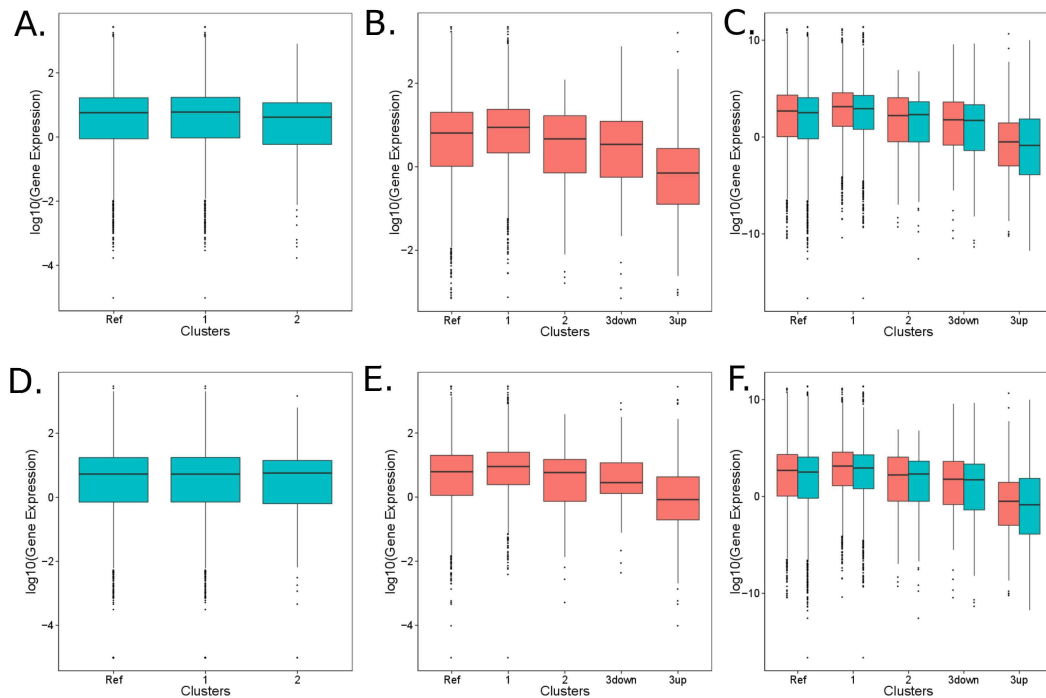 A.
log10(Gene Expression)
2
0
−2
−4
Ref
1
2
Clusters
B.
log10(Gene Expression)
2
0
−2
Ref
1
2
3down
3up
Clusters
C.
log10(Gene Expression)
10
0
−10
Ref
1
2
3down
3up
Clusters
D.
log10(Gene Expression)
2
0
−2
−4
Ref
1
2
Clusters
E.
log10(Gene Expression)
2
0
−2
−4
Ref
1
2
3down
3up
Clusters
F.
log10(Gene Expression)
10
0
−10
Ref
1
2
3down
3up
Clusters